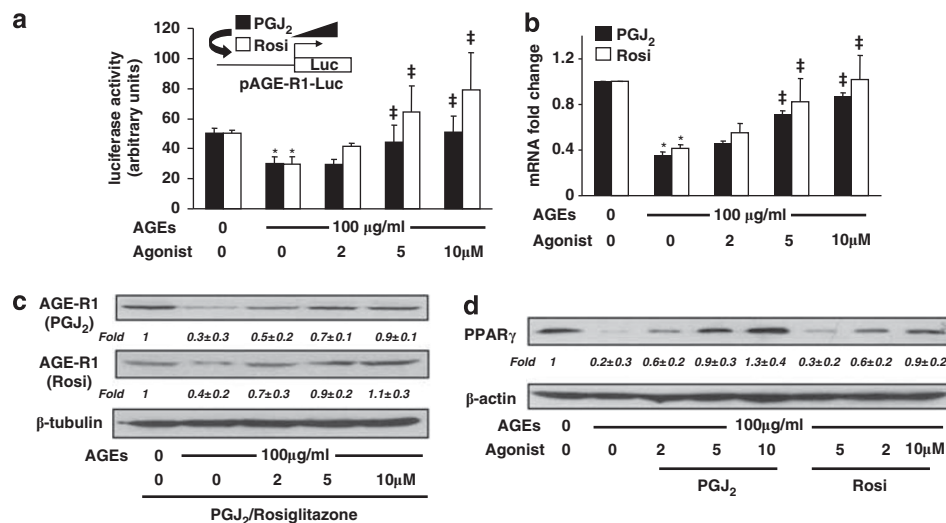 a
PGJ2
Rosi
Luc
pAGE-R1-Luc
luciferase activity
(arbitrary units)
120
100
80
60
40
20
0
* *
‡ ‡
‡ ‡
AGEs 0 100 μg/ml
Agonist 0 0 2 5 10μM
b
PGJ2
Rosi
mRNA fold change
1.2
0.8
0.4
0
* *
‡ ‡
‡ ‡
AGEs 0 100 μg/ml
Agonist 0 0 2 5 10μM
c
AGE-R1
(PGJ2)
Fold 1 0.3±0.3 0.5±0.2 0.7±0.1 0.9±0.1
AGE-R1
(Rosi)
Fold 1 0.4±0.2 0.7±0.3 0.9±0.2 1.1±0.3
β-tubulin
AGEs 0 100μg/ml
0 0 2 5 10μM
PGJ2/Rosiglitazone
d
PPARγ
Fold 1 0.2±0.3 0.6±0.2 0.9±0.3 1.3±0.4 0.3±0.2 0.6±0.2 0.9±0.2
β-actin
AGEs 0 100μg/ml
Agonist 0 0 2 5 10 5 2 10μM
PGJ2 Rosi